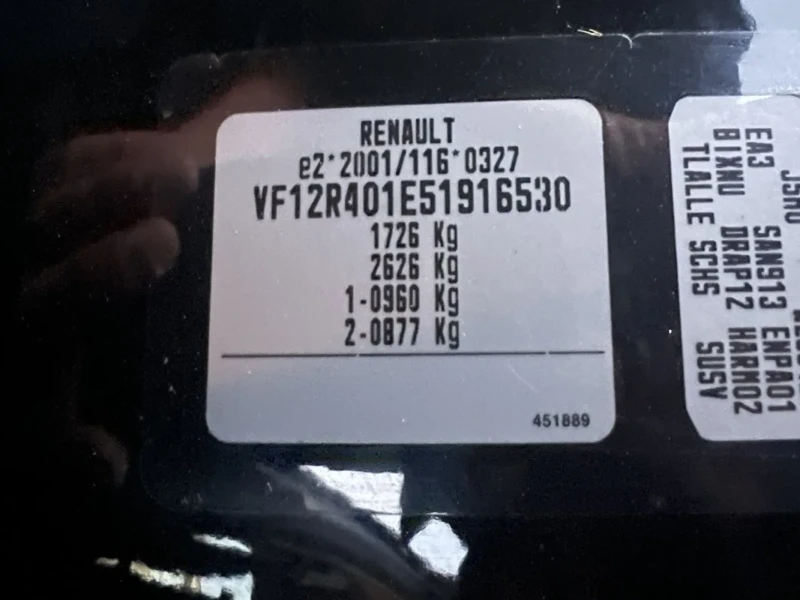 RENAULT
e2*2001/116*0327
VF12R401E51916530
1726 Kg
2626 Kg
1-0960 Kg
2-0877 Kg
451889
EA3 SAN913 ENPA01
BIXNU DRAP12 HARM02
TLALLE SCHS SUSV